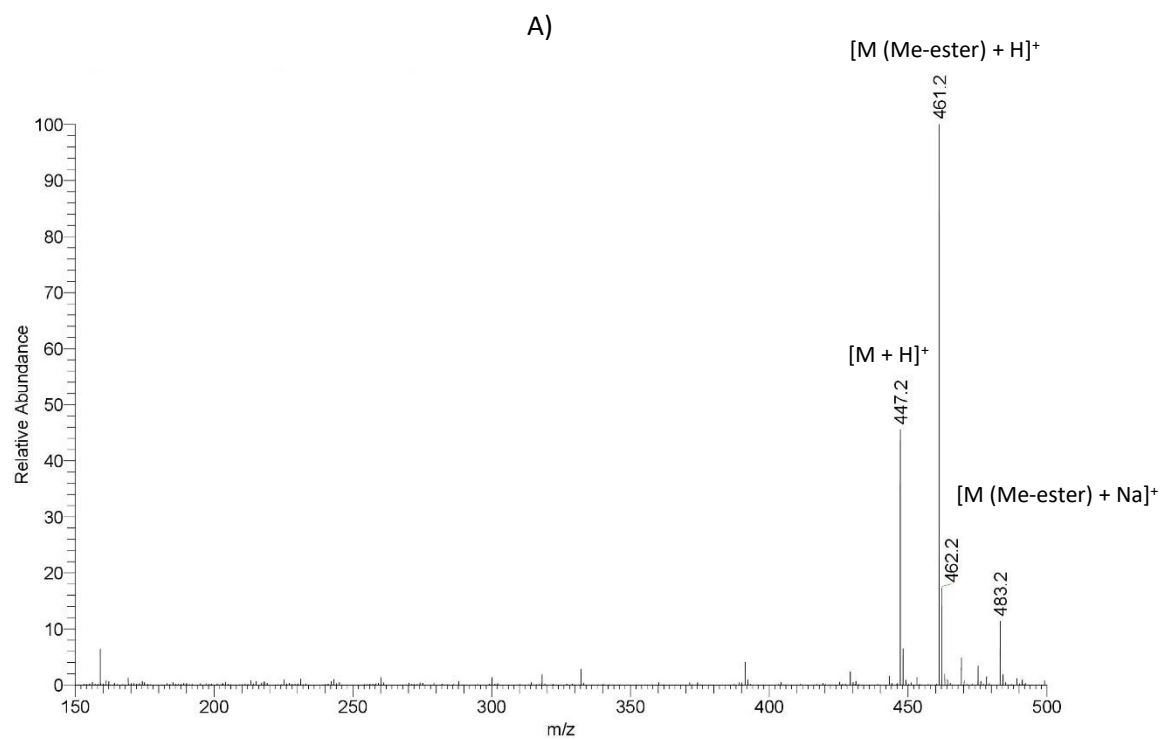 A)
[M (Me-ester) + H]⁺
461.2
100
90
80
70
60
50
40
30
20
10
0
Relative Abundance
[M + H]⁺
447.2
[M (Me-ester) + Na]⁺
462.2
483.2
150 200 250 300 350 400 450 500
m/z